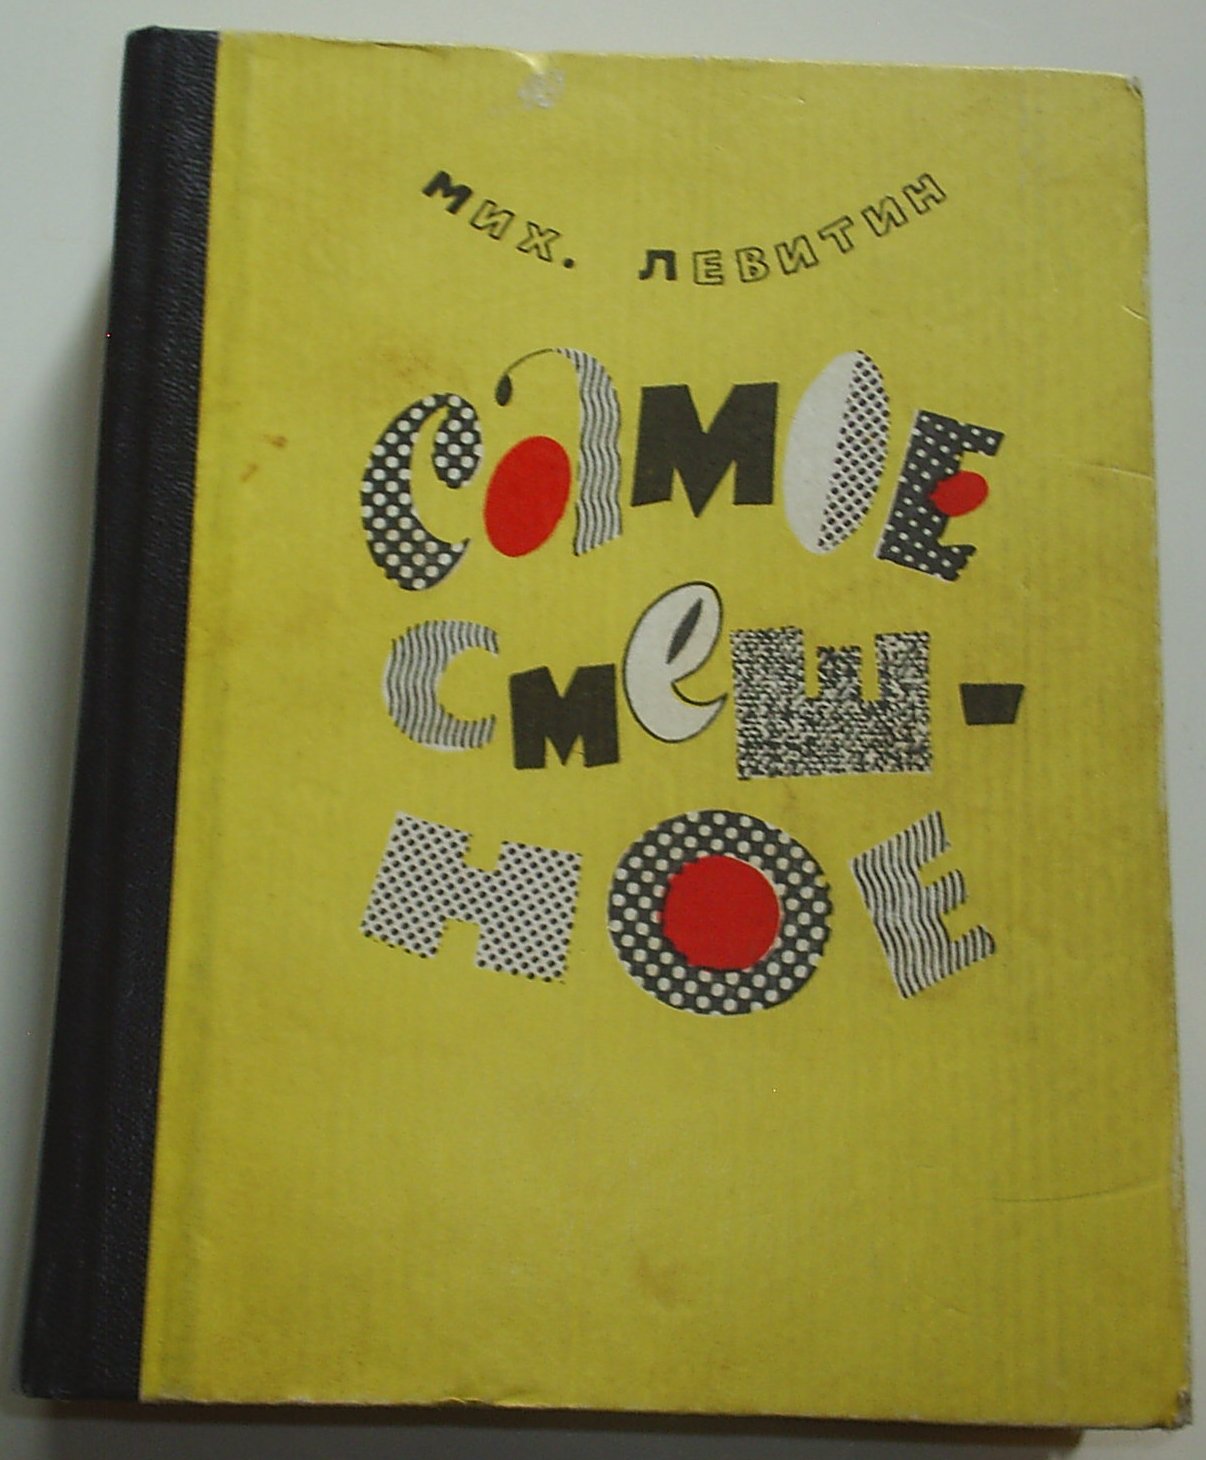 Мих. Левитин
Самое
смеш-
ное